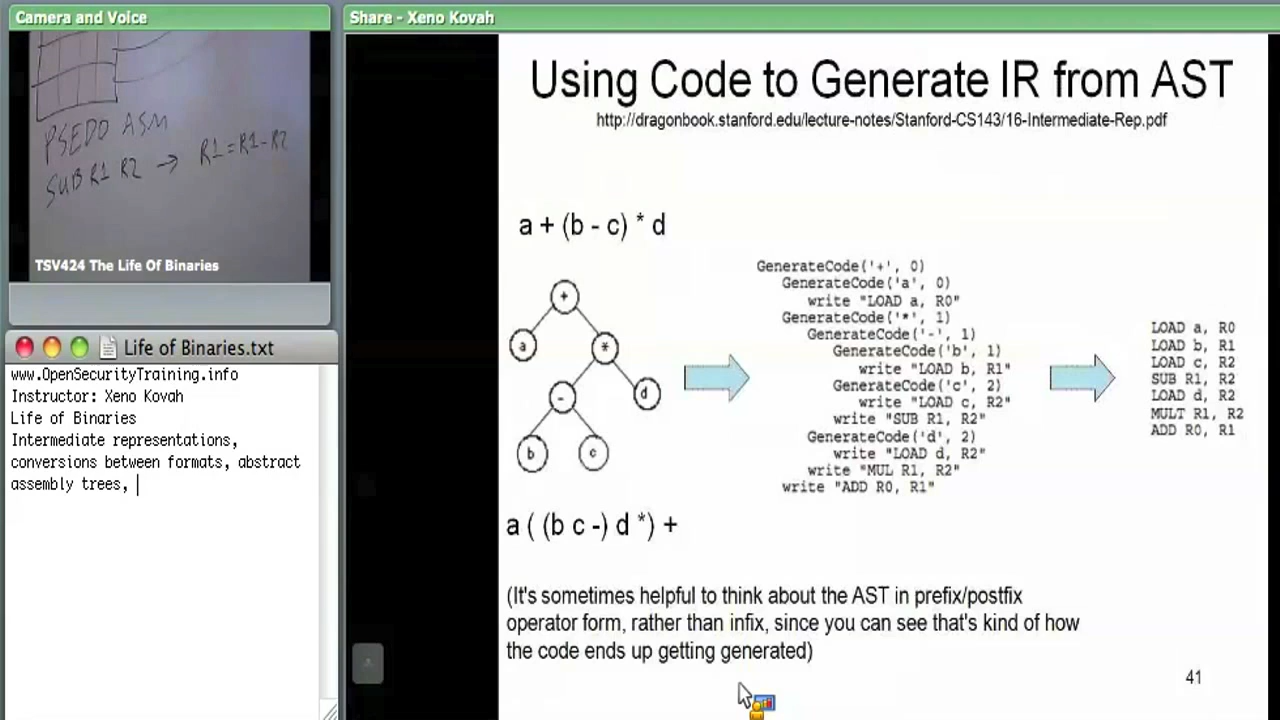 Camera and Voice
PSEDO ASM
SUB R1 R2 → R1 = R1 - R2
TSV424 The Life Of Binaries
Life of Binaries.txt
www.OpenSecurityTraining.info
Instructor: Xeno Kovah
Life of Binaries
Intermediate representations,
conversions between formats, abstract
assembly trees,
Share - Xeno Kovah
Using Code to Generate IR from AST
http://dragonbook.stanford.edu/lecture-notes/Stanford-CS143/16-Intermediate-Rep.pdf
a + (b - c) * d
+
a
*
-
d
b
c
GenerateCode('+', 0)
GenerateCode('a', 0)
write "LOAD a, R0"
GenerateCode('*', 1)
GenerateCode('-', 1)
GenerateCode('b', 1)
write "LOAD b, R1"
GenerateCode('c', 2)
write "LOAD c, R2"
write "SUB R1, R2"
GenerateCode('d', 2)
write "LOAD d, R2"
write "MUL R1, R2"
write "ADD R0, R1"
LOAD a, R0
LOAD b, R1
LOAD c, R2
SUB R1, R2
LOAD d, R2
MULT R1, R2
ADD R0, R1
a ( (b c -) d *) +
(It's sometimes helpful to think about the AST in prefix/postfix
operator form, rather than infix, since you can see that's kind of how
the code ends up getting generated)
41